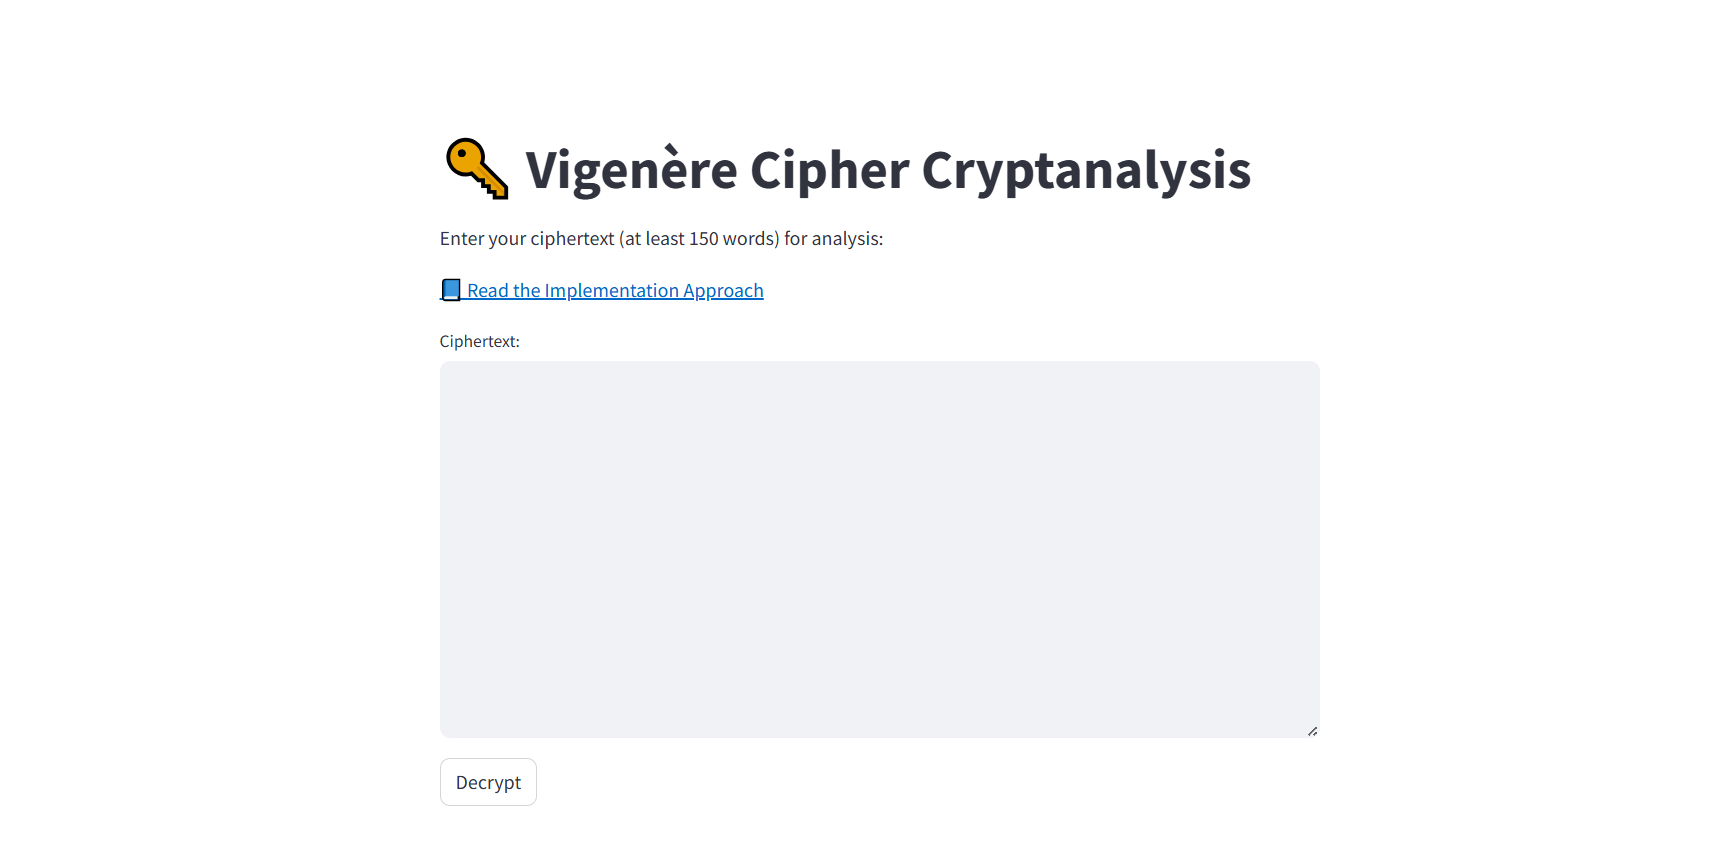 Vigenère Cipher Cryptanalysis
Enter your ciphertext (at least 150 words) for analysis:
Read the Implementation Approach
Ciphertext:
Decrypt